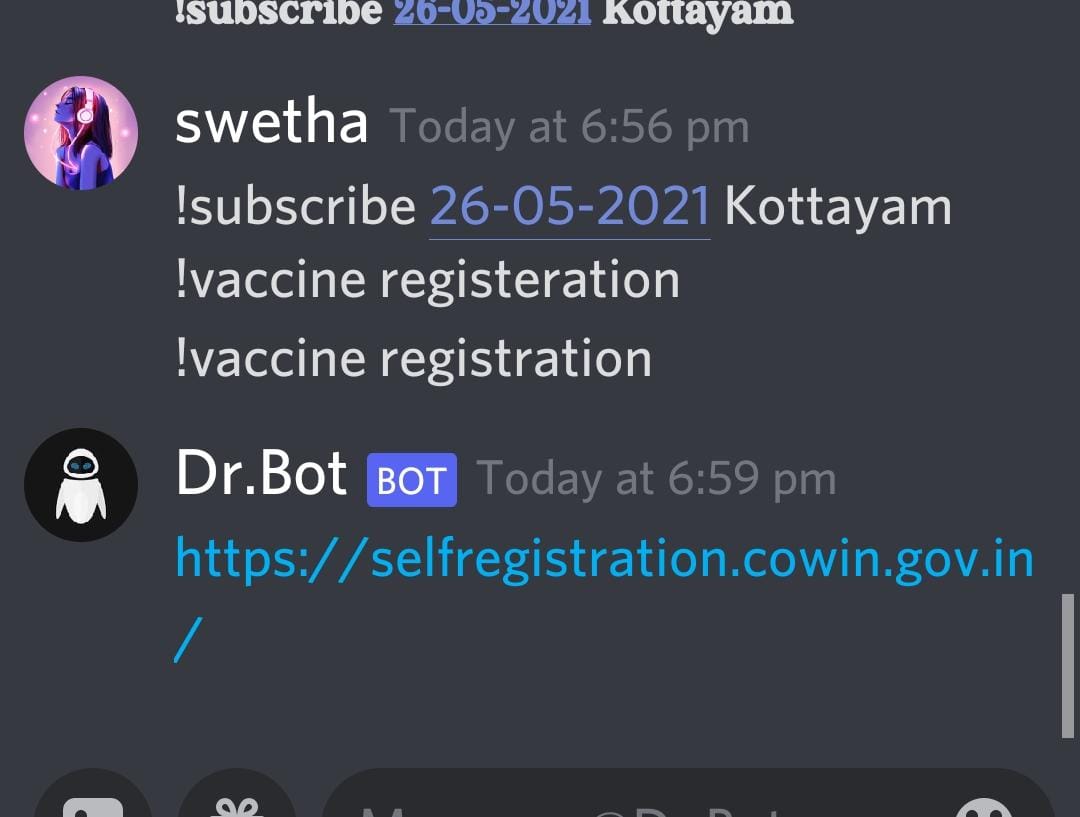 !subscribe 26-05-2021 Kottayam
swetha Today at 6:56 pm
!subscribe 26-05-2021 Kottayam
!vaccine registeration
!vaccine registration
Dr.Bot BOT Today at 6:59 pm
https://selfregistration.cowin.gov.in
/